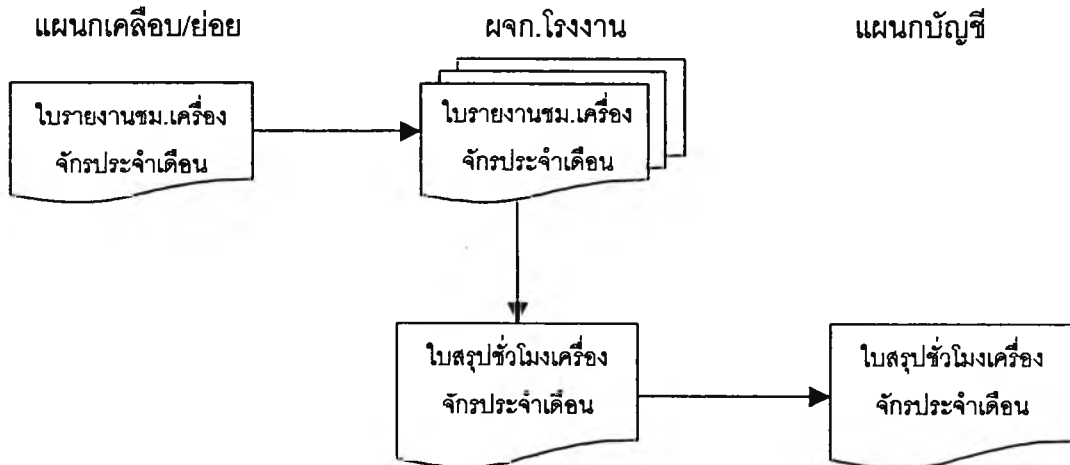 แผนกเคลือบ/ย่อย
ผจก.โรงงาน
แผนกบัญชี
ใบรายงานชม.เครื่อง
จักรประจำเดือน
ใบรายงานชม.เครื่อง
จักรประจำเดือน
ใบสรุปชั่วโมงเครื่อง
จักรประจำเดือน
ใบสรุปชั่วโมงเครื่อง
จักรประจำเดือน